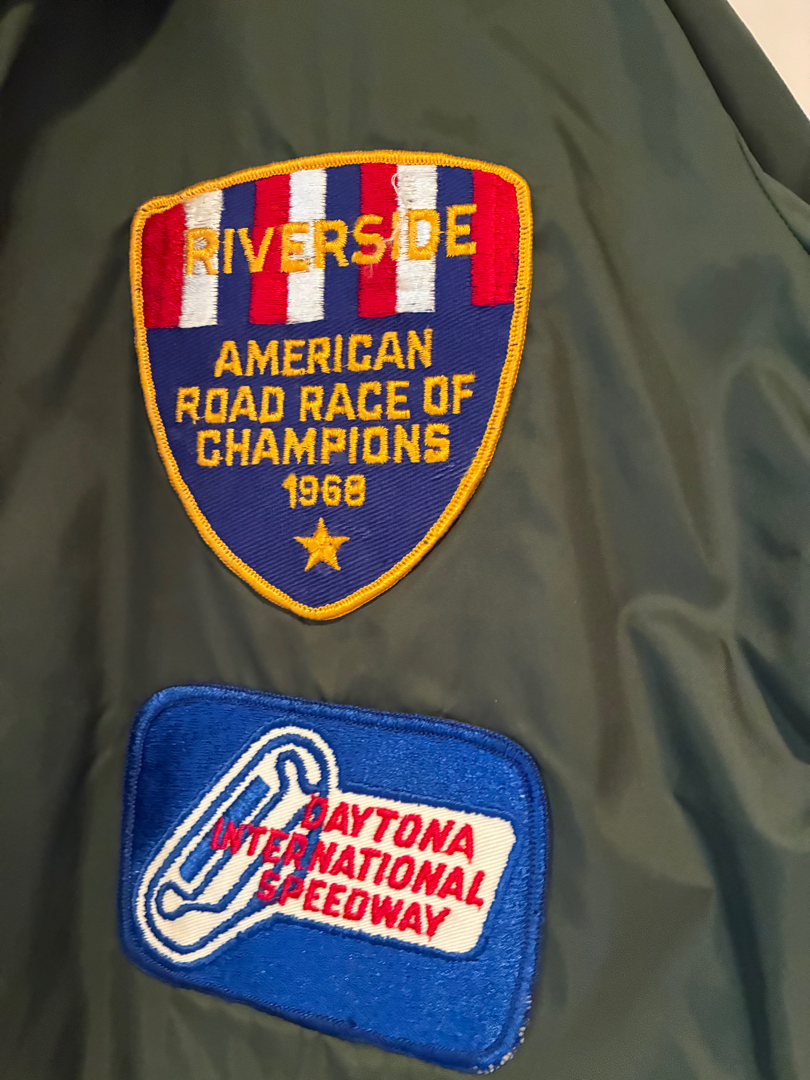 RIVERSIDE
AMERICAN
ROAD RACE OF
CHAMPIONS
1968
DAYTONA
INTERNATIONAL
SPEEDWAY